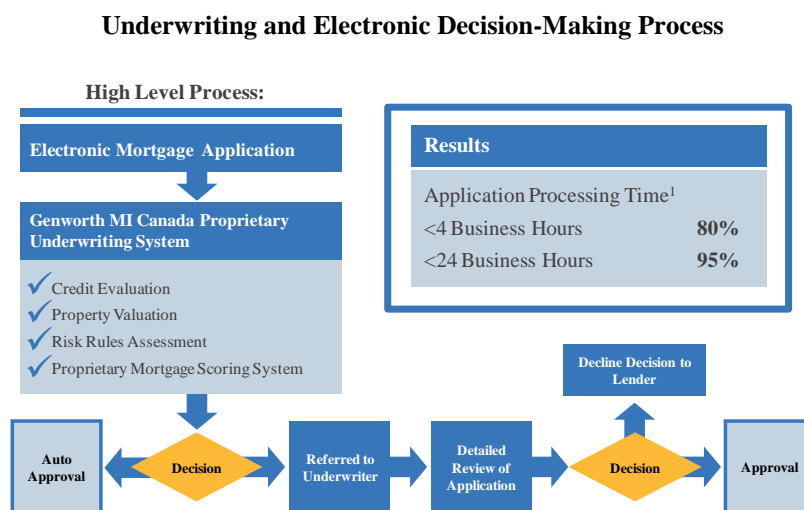 Underwriting and Electronic Decision-Making Process
High Level Process:
Electronic Mortgage Application
Genworth MI Canada Proprietary
Underwriting System
Credit Evaluation
Property Valuation
Risk Rules Assessment
Proprietary Mortgage Scoring System
Results
Application Processing Time¹
<4 Business Hours 80%
<24 Business Hours 95%
Auto
Approval
Decision
Referred to
Underwriter
Detailed
Review of
Application
Decision
Decline Decision to
Lender
Approval